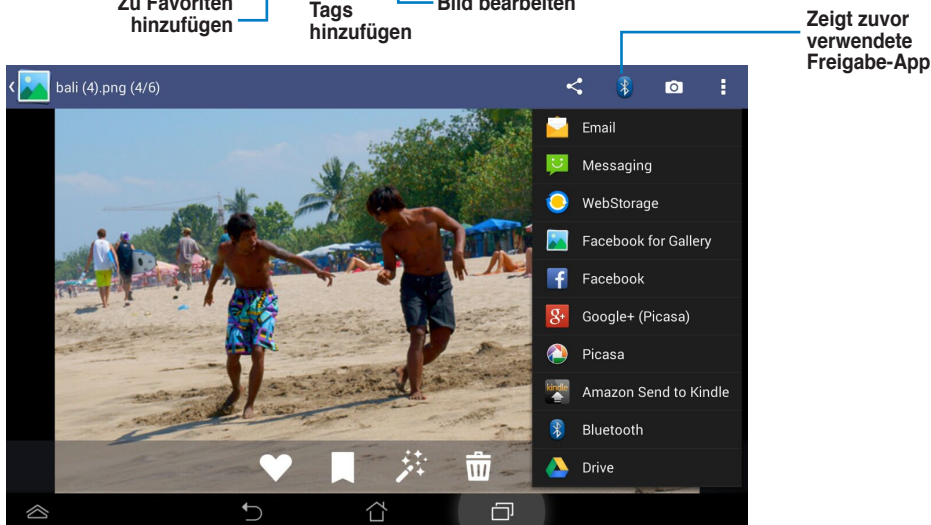 Zu Favoriten
hinzufügen
Tags
hinzufügen
Bild bearbeiten
Zeigt zuvor
verwendete
Freigabe-App
bali (4).png (4/6)
Email
Messaging
WebStorage
Facebook for Gallery
Facebook
Google+ (Picasa)
Picasa
kindle
Amazon Send to Kindle
Bluetooth
Drive